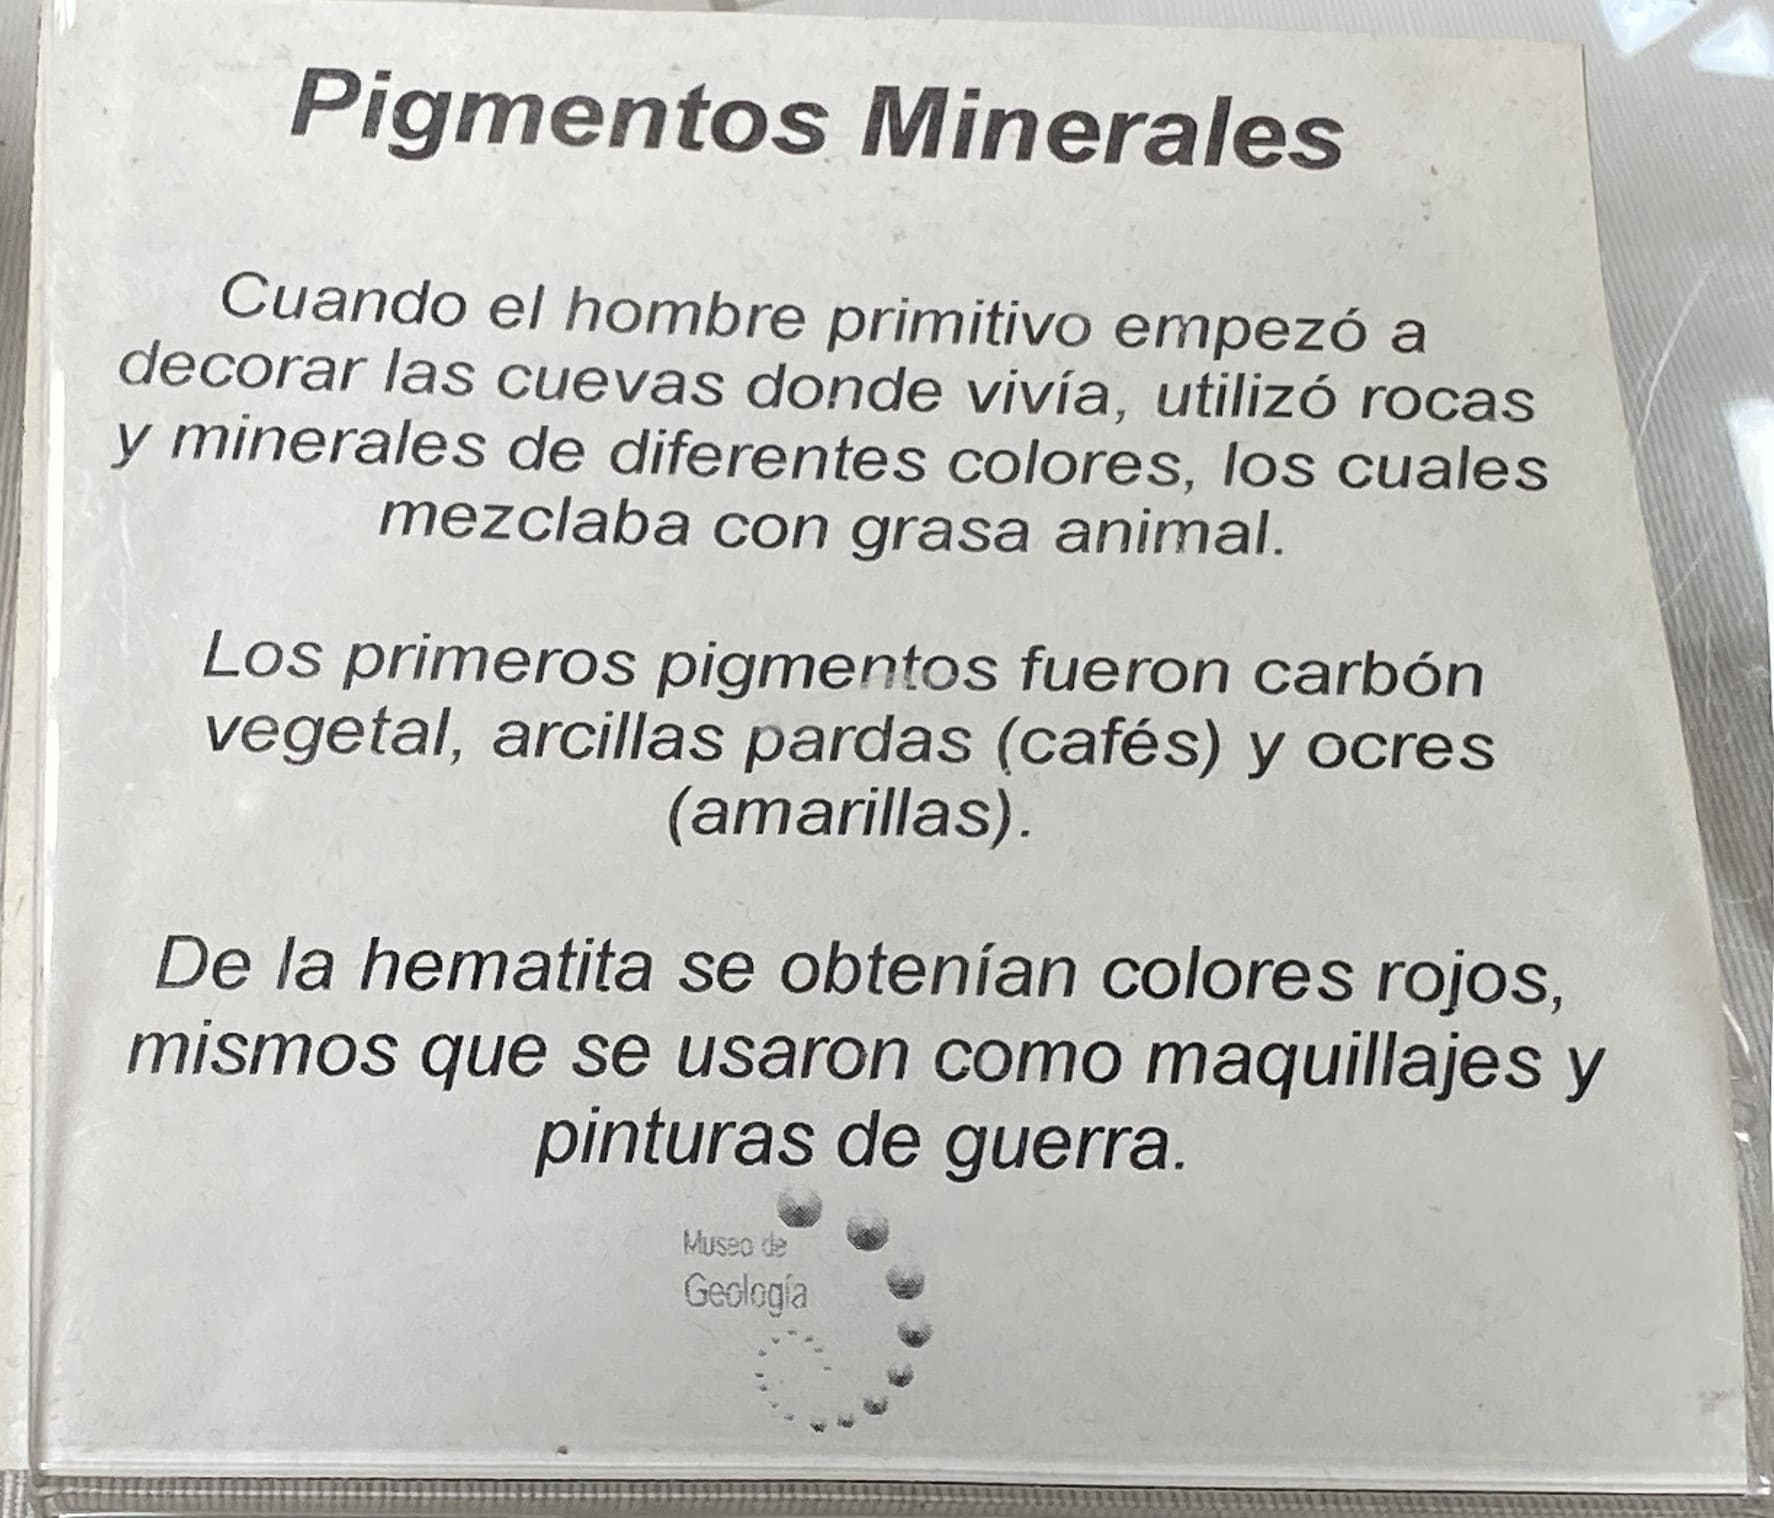 Pigmentos Minerales
Cuando el hombre primitivo empezó a
decorar las cuevas donde vivía, utilizó rocas
y minerales de diferentes colores, los cuales
mezclaba con grasa animal.
Los primeros pigmentos fueron carbón
vegetal, arcillas pardas (cafés) y ocres
(amarillas).
De la hematita se obtenían colores rojos,
mismos que se usaron como maquillajes y
pinturas de guerra.
Museo de
Geología